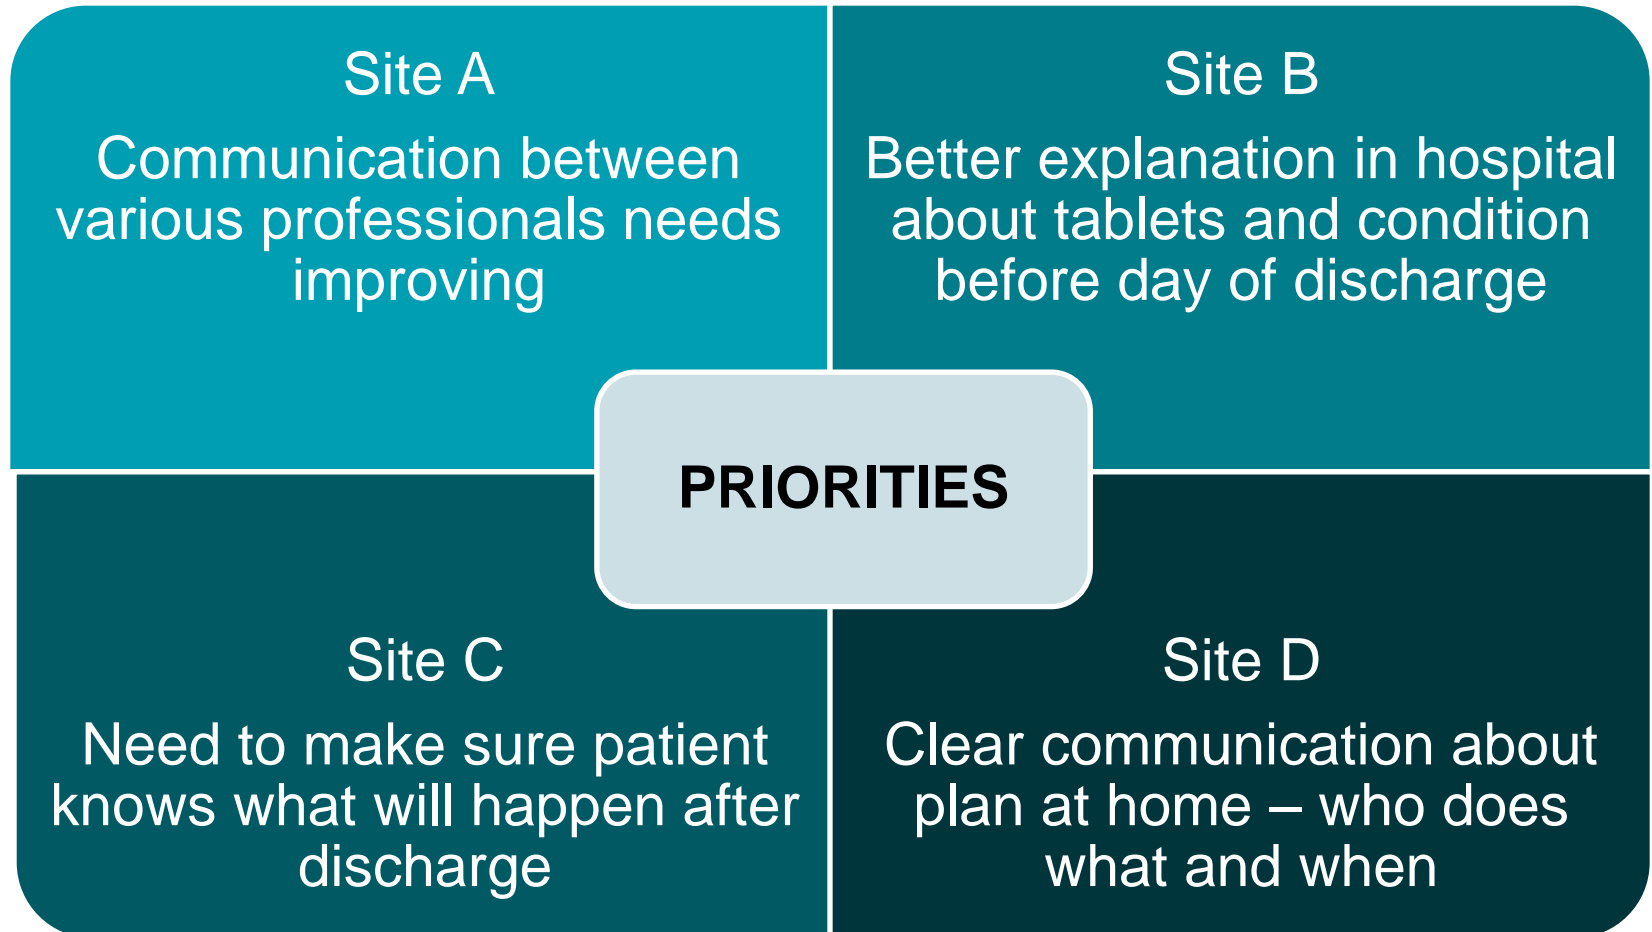 Site A
Communication between
various professionals needs
improving
Site B
Better explanation in hospital
about tablets and condition
before day of discharge
PRIORITIES
Site C
Need to make sure patient
knows what will happen after
discharge
Site D
Clear communication about
plan at home – who does
what and when